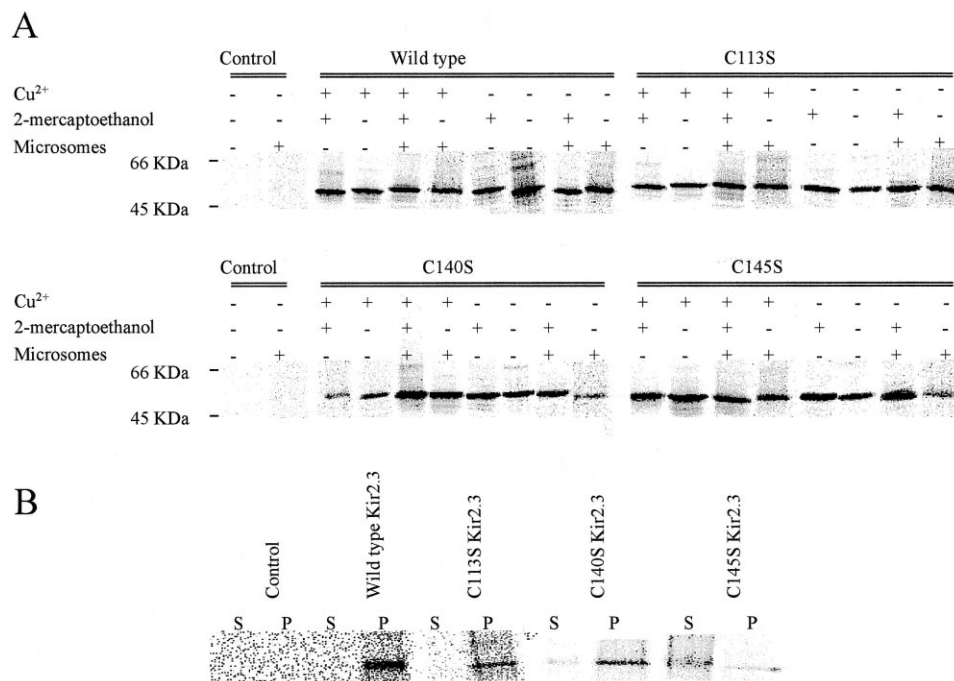 A
Control Wild type C113S
Cu²⁺ - - + + + + - - - - + + + + - - - -
2-mercaptoethanol - - + - + - + - + - + - + - + - + -
Microsomes - + - - + + - - + + - - + + - - + +
66 KDa
45 KDa
Control C140S C145S
Cu²⁺ - - + + + + - - - - + + + + - - - -
2-mercaptoethanol - - + - + - + - + - + - + - + - + -
Microsomes - + - - + + - - + + - - + + - - + +
66 KDa
45 KDa
B
Control
Wild type Kir2.3
C113S Kir2.3
C140S Kir2.3
C145S Kir2.3
S P S P S P S P S P